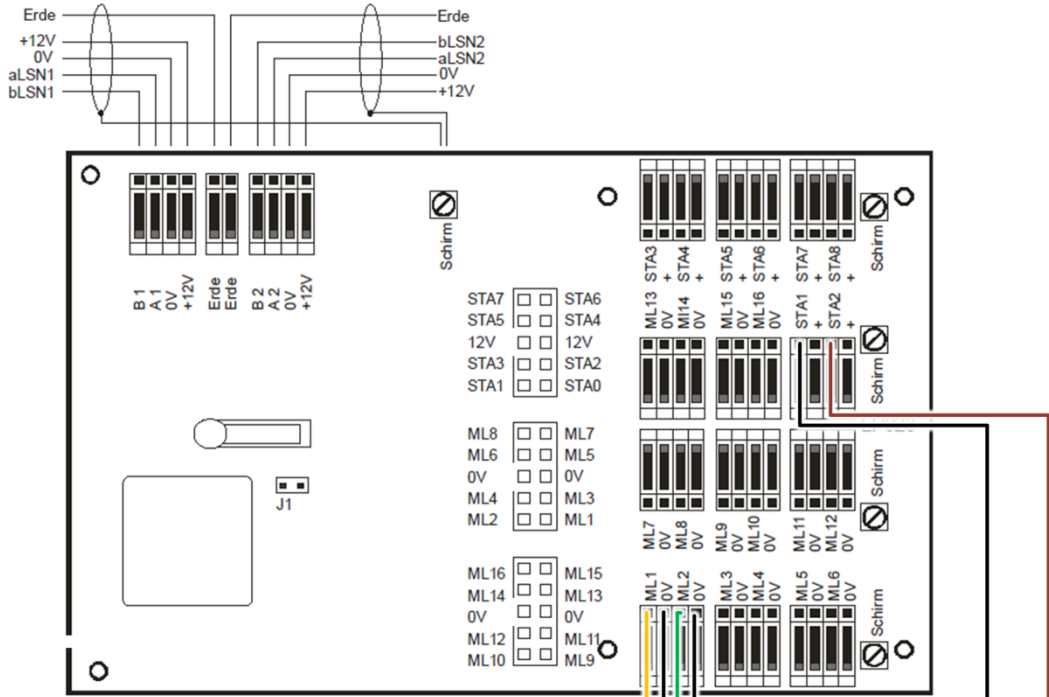 Erde
+12V
0V
aLSN1
bLSN1
Erde
bLSN2
aLSN2
0V
+12V
B 1
A 1
0V
+12V
Erde
Erde
B 2
A 2
0V
+12V
Schirm
STA3
+
STA4
+
STA5
+
STA6
+
STA7
+
STA8
+
Schirm
ML13
0V
Ml14
0V
ML15
0V
ML16
0V
STA1
+
STA2
+
Schirm
STA7 STA6
STA5 STA4
12V 12V
STA3 STA2
STA1 STA0
ML8 ML7
ML6 ML5
0V 0V
ML4 ML3
ML2 ML1
J1
ML7
0V
ML8
0V
ML9
0V
ML10
0V
ML11
0V
ML12
0V
Schirm
ML16 ML15
ML14 ML13
0V 0V
ML12 ML11
ML10 ML9
ML1
0V
ML2
0V
ML3
0V
ML4
0V
ML5
0V
ML6
0V
Schirm